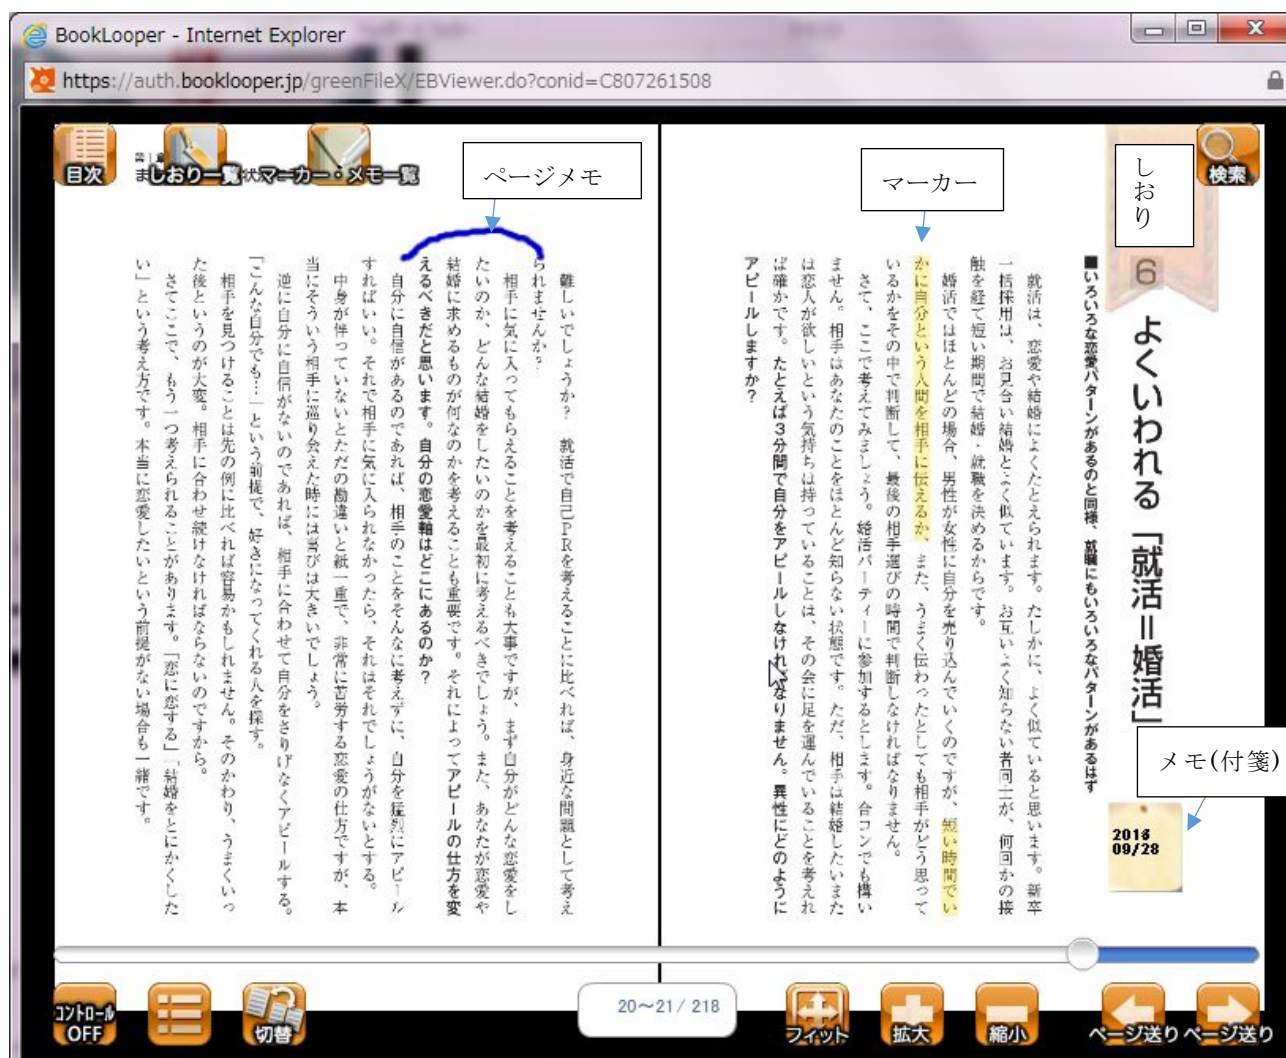 BookLooper - Internet Explorer
https://auth.booklooper.jp/greenFileX/EBViewer.do?conid=C807261508
目次
しおり一覧
マーカー・メモ一覧
ページメモ
マーカー
しおり
検索
6
よくいわれる「就活＝婚活」
■いろいろな恋愛パターンがあるのと同様、就職にもいろいろなパターンがあるはず
就活は、恋愛や結婚によくたとえられます。たしかに、よく似ていると思います。新卒
一括採用は、お見合い結婚とよく似ています。お互いよく知らない者同士が、何回かの接
触を経て短い期間で結婚・就職を決めるからです。
婚活ではほとんどの場合、男性が女性に自分を売り込んでいくのですが、短い時間でい
かに自分という人間を相手に伝えるか、また、うまく伝わったとしても相手がどう思って
いるかをその中で判断して、最後の相手選びの時間で判断しなければなりません。
さて、ここで考えてみましょう。婚活パーティーに参加するとします。合コンでも構い
ません。相手はあなたのことをほとんど知らない状態です。ただ、相手は結婚したいまた
は恋人が欲しいという気持ちは持っていることは、その会に足を運んでいることを考えれ
ば確かです。たとえば３分間で自分をアピールしなければなりません。異性にどのように
アピールしますか？
メモ(付箋)
2016
09/28
難しいでしょうか？　就活で自己ＰＲを考えることに比べれば、身近な問題として考え
られませんか？
相手に気に入ってもらえることを考えることも大事ですが、まず自分がどんな恋愛をし
たいのか、どんな結婚をしたいのかを最初に考えるべきでしょう。また、あなたが恋愛や
結婚に求めるものが何なのかを考えることも重要です。それによってアピールの仕方を変
えるべきだと思います。自分の恋愛軸はどこにあるのか？
自分に自信があるのであれば、相手のことをそんなに考えずに、自分を猛烈にアピール
すればいい。それで相手に気に入られなかったら、それはそれでしょうがないとする。
中身が伴っていないとただの勘違いと紙一重で、非常に苦労する恋愛の仕方ですが、本
当にそういう相手に巡り会えた時には喜びは大きいでしょう。
逆に自分に自信がないのであれば、相手に合わせて自分をさりげなくアピールする。
「こんな自分でも…」という前提で、好きになってくれる人を探す。
相手を見つけることは先の例に比べれば容易かもしれません。そのかわり、うまくいっ
た後というのが大変。相手に合わせ続けなければならないのですから。
さてここで、もう一つ考えられることがあります。「恋に恋する」「結婚をとにかくした
い」という考え方です。本当に恋愛したいという前提がない場合も一緒です。
コントロール
OFF
切替
20～21/ 218
フィット
拡大
縮小
ページ送り
ページ送り